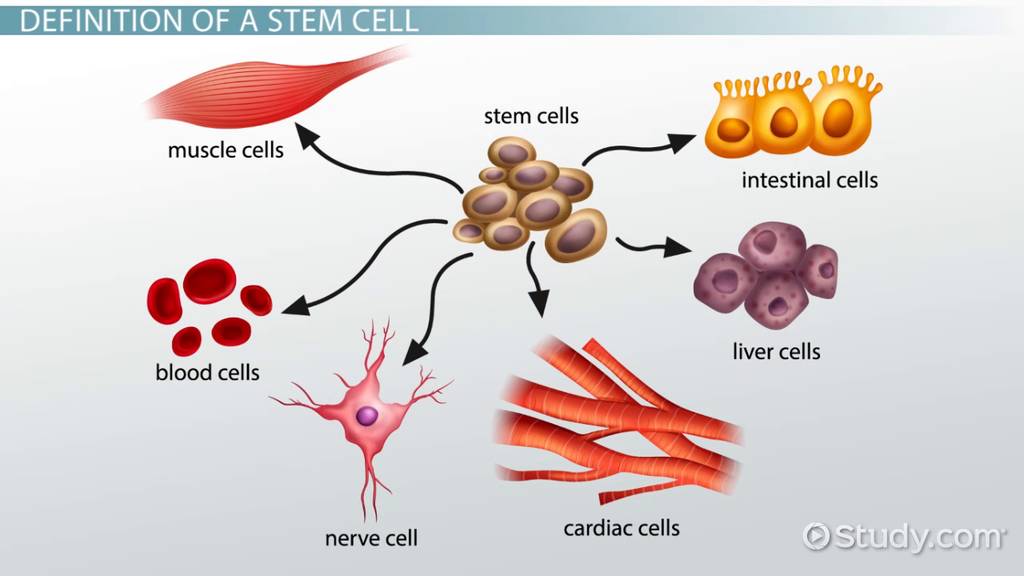 DEFINITION OF A STEM CELL
stem cells
muscle cells
intestinal cells
liver cells
blood cells
cardiac cells
nerve cell
Study.com